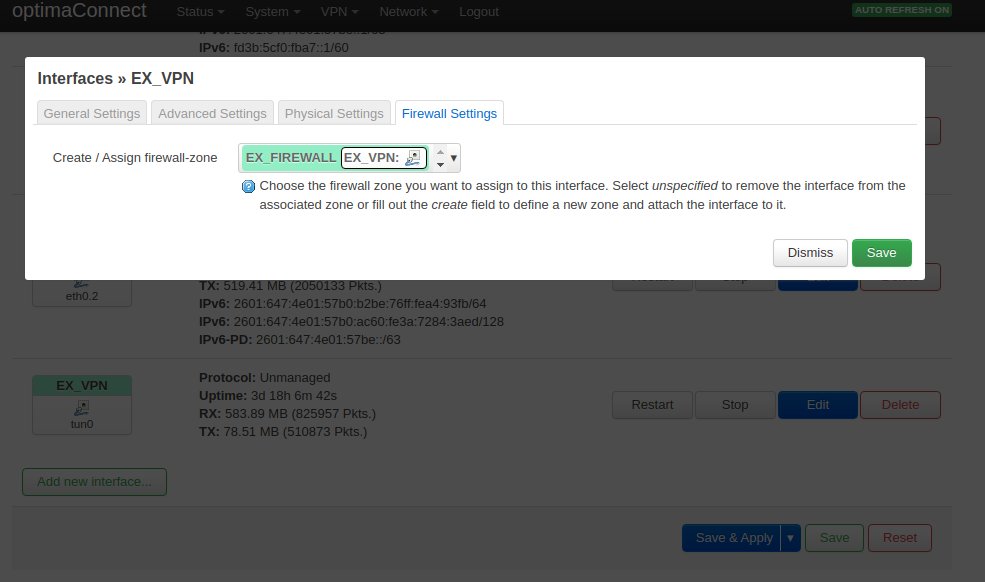 optimaConnect Status System VPN Network Logout AUTO REFRESH ON
IPv6: fd3b:5cf0:fba7::1/60
Interfaces » EX_VPN
General Settings Advanced Settings Physical Settings Firewall Settings
Create / Assign firewall-zone EX_FIREWALL EX_VPN:
Choose the firewall zone you want to assign to this interface. Select unspecified to remove the interface from the
associated zone or fill out the create field to define a new zone and attach the interface to it.
Dismiss Save
TX: 519.41 MB (2050133 Pkts.)
eth0.2
IPv6: 2601:647:4e01:57b0:b2be:76ff:fea4:93fb/64
IPv6: 2601:647:4e01:57b0:ac60:fe3a:7284:3aed/128
IPv6-PD: 2601:647:4e01:57be::/63
EX_VPN
tun0
Protocol: Unmanaged
Uptime: 3d 18h 6m 42s
RX: 583.89 MB (825957 Pkts.)
TX: 78.51 MB (510873 Pkts.)
Restart Stop Edit Delete
Add new interface...
Save & Apply Save Reset